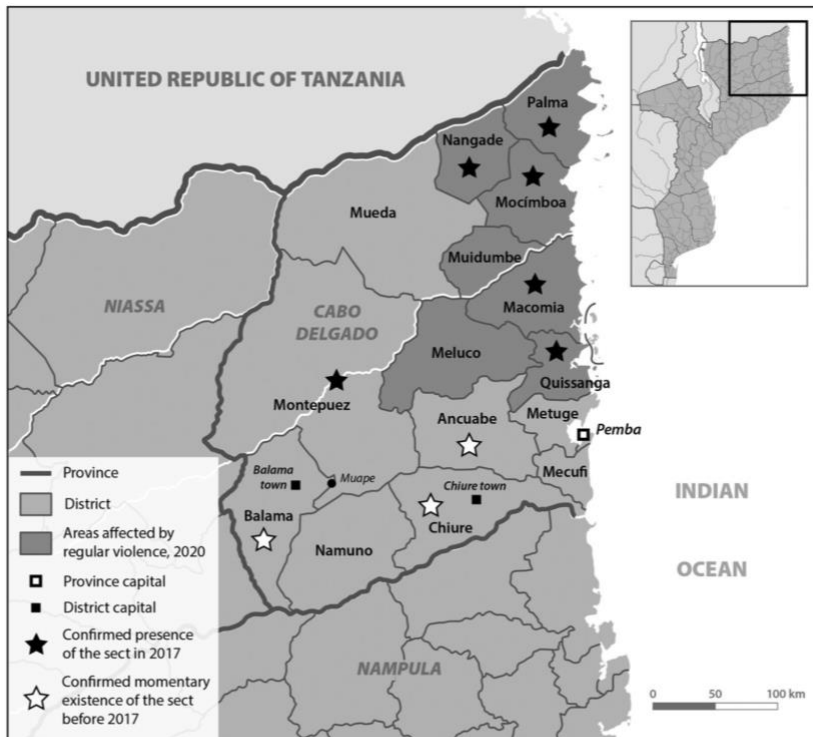 UNITED REPUBLIC OF TANZANIA
Palma
Nangade
Mocímboa
Mueda
Muidumbe
NIASSA
Macomia
CABO
DELGADO
Meluco
Quissanga
Montepuez
Ancuabe
Metuge
Pemba
Mecufi
Balama
town
Muape
Chiure town
Balama
Chiure
Namuno
INDIAN
OCEAN
NAMPULA
Province
District
Areas affected by
regular violence, 2020
Province capital
District capital
Confirmed presence
of the sect in 2017
Confirmed momentary
existence of the sect
before 2017
0 50 100 km